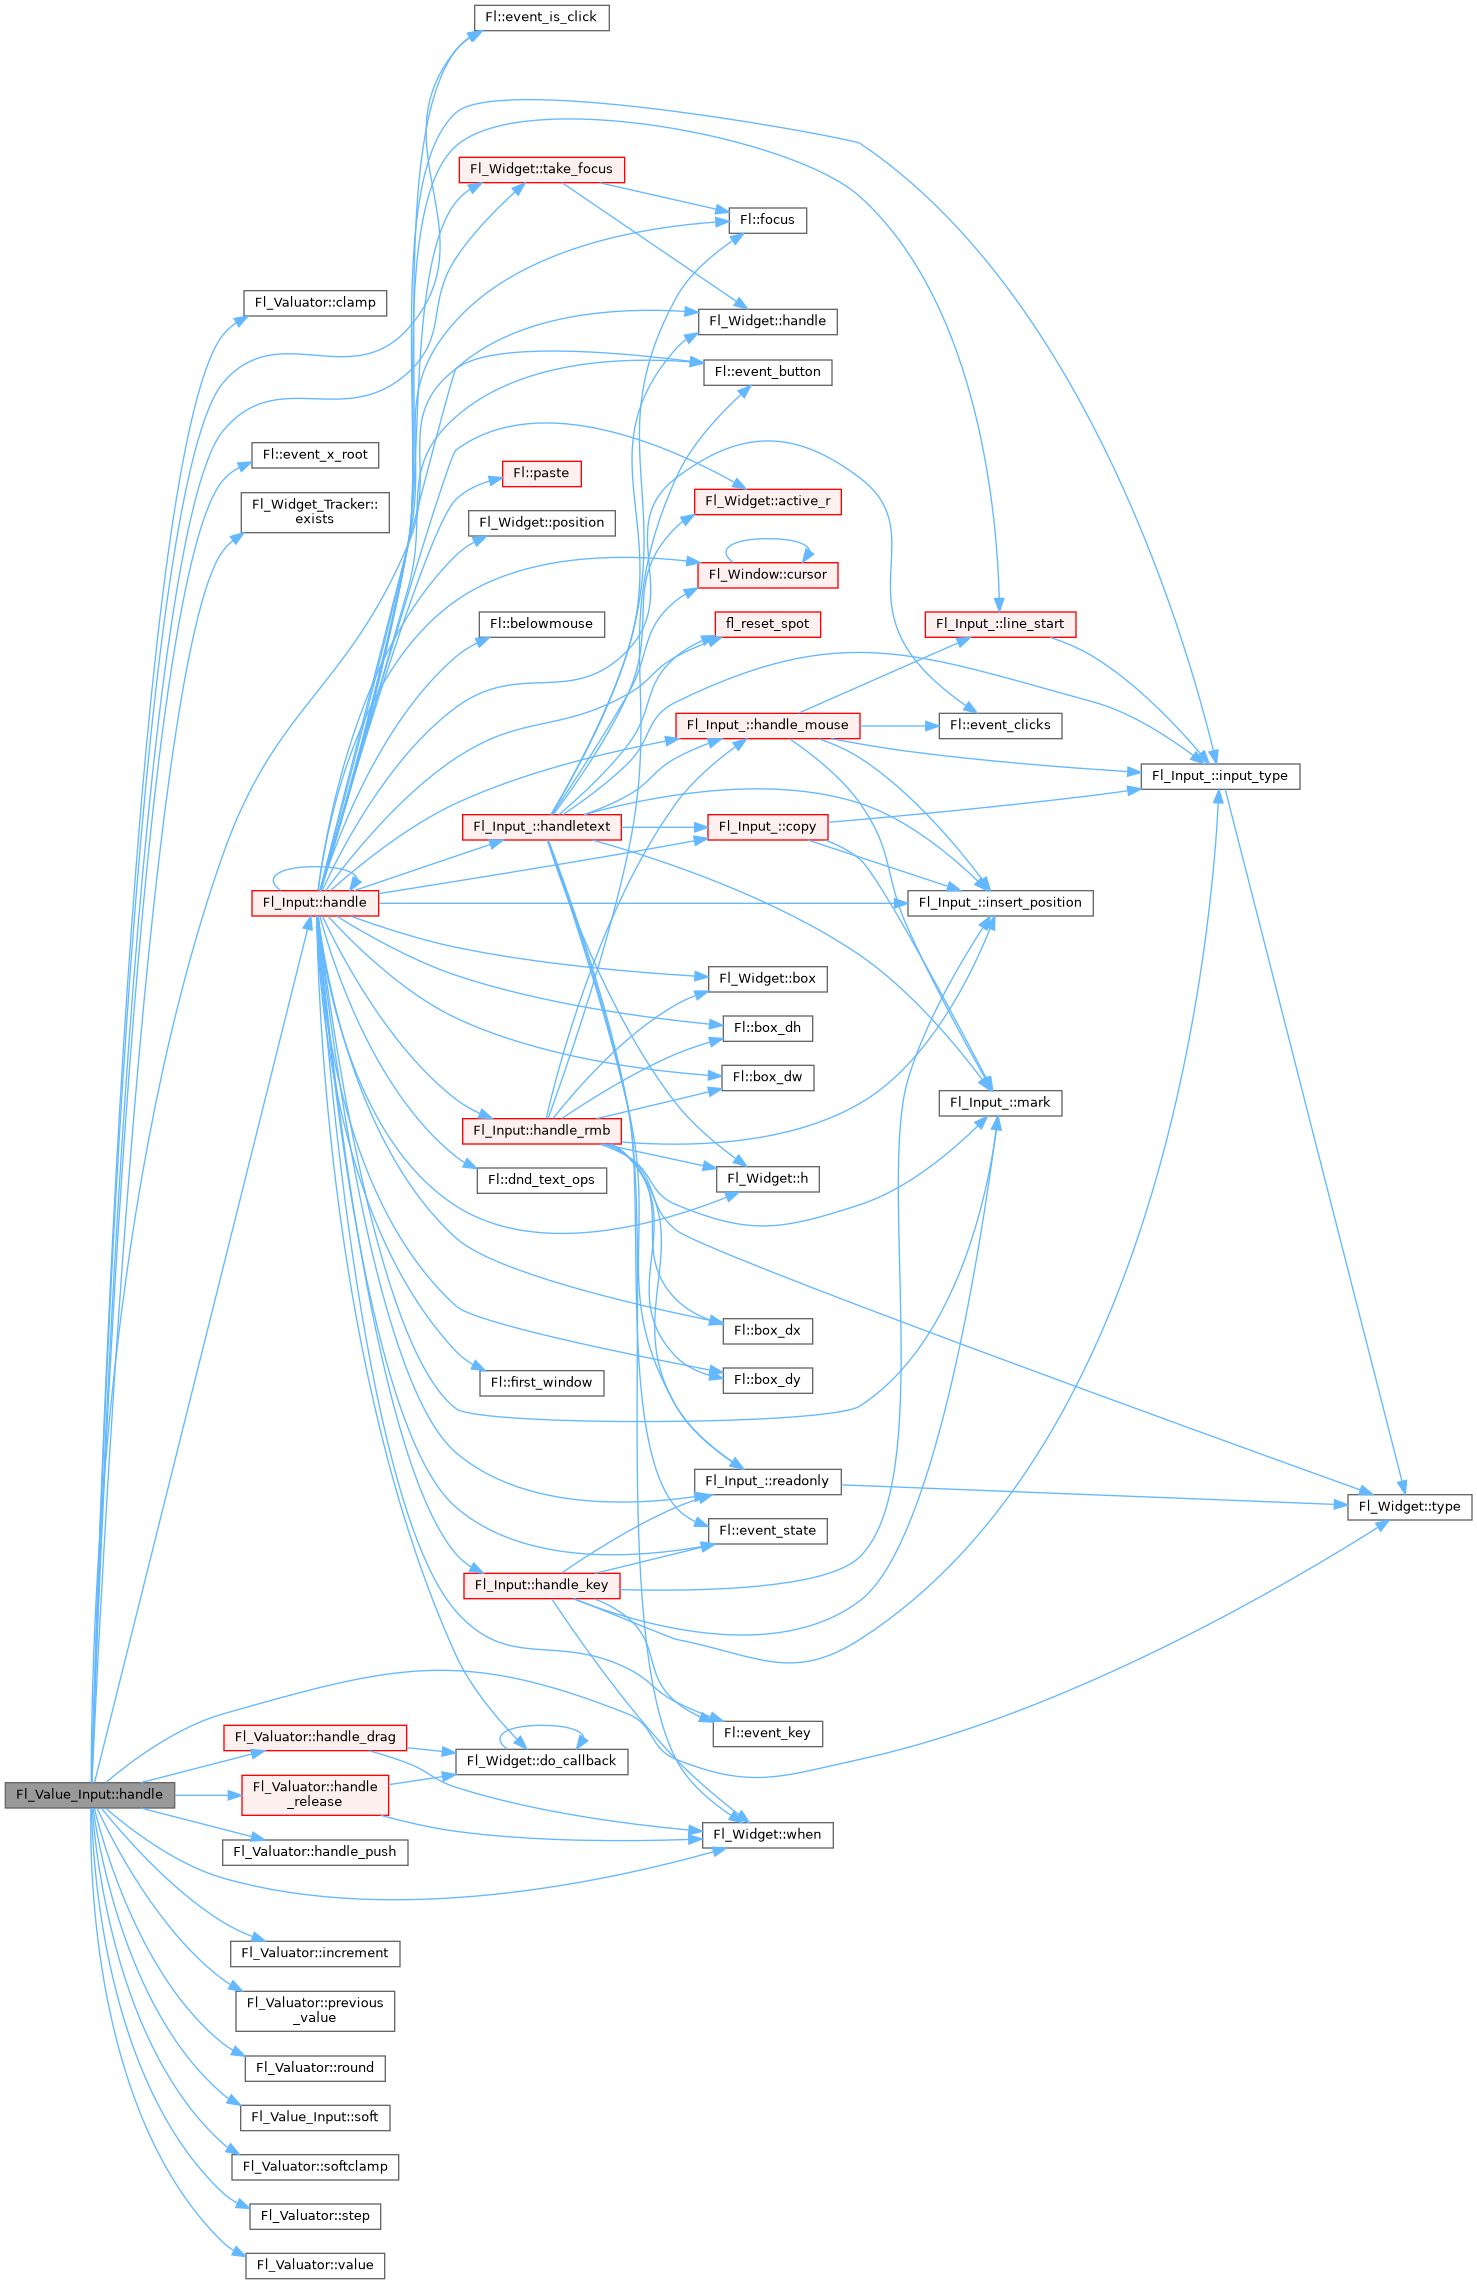 Fl::event_is_click
Fl_Widget::take_focus
Fl::focus
Fl_Valuator::clamp
Fl_Widget::handle
Fl::event_button
Fl::event_x_root
Fl::paste
Fl_Widget::active_r
Fl_Widget_Tracker::
exists
Fl_Widget::position
Fl_Window::cursor
Fl::belowmouse
fl_reset_spot
Fl_Input_::line_start
Fl_Input_::handle_mouse
Fl::event_clicks
Fl_Input_::input_type
Fl_Input_::handletext
Fl_Input_::copy
Fl_Input::handle
Fl_Input_::insert_position
Fl_Widget::box
Fl::box_dh
Fl::box_dw
Fl_Input_::mark
Fl_Input::handle_rmb
Fl::dnd_text_ops
Fl_Widget::h
Fl::box_dx
Fl::first_window
Fl::box_dy
Fl_Input_::readonly
Fl_Widget::type
Fl::event_state
Fl_Input::handle_key
Fl::event_key
Fl_Valuator::handle_drag
Fl_Widget::do_callback
Fl_Value_Input::handle
Fl_Valuator::handle
_release
Fl_Widget::when
Fl_Valuator::handle_push
Fl_Valuator::increment
Fl_Valuator::previous
_value
Fl_Valuator::round
Fl_Value_Input::soft
Fl_Valuator::softclamp
Fl_Valuator::step
Fl_Valuator::value